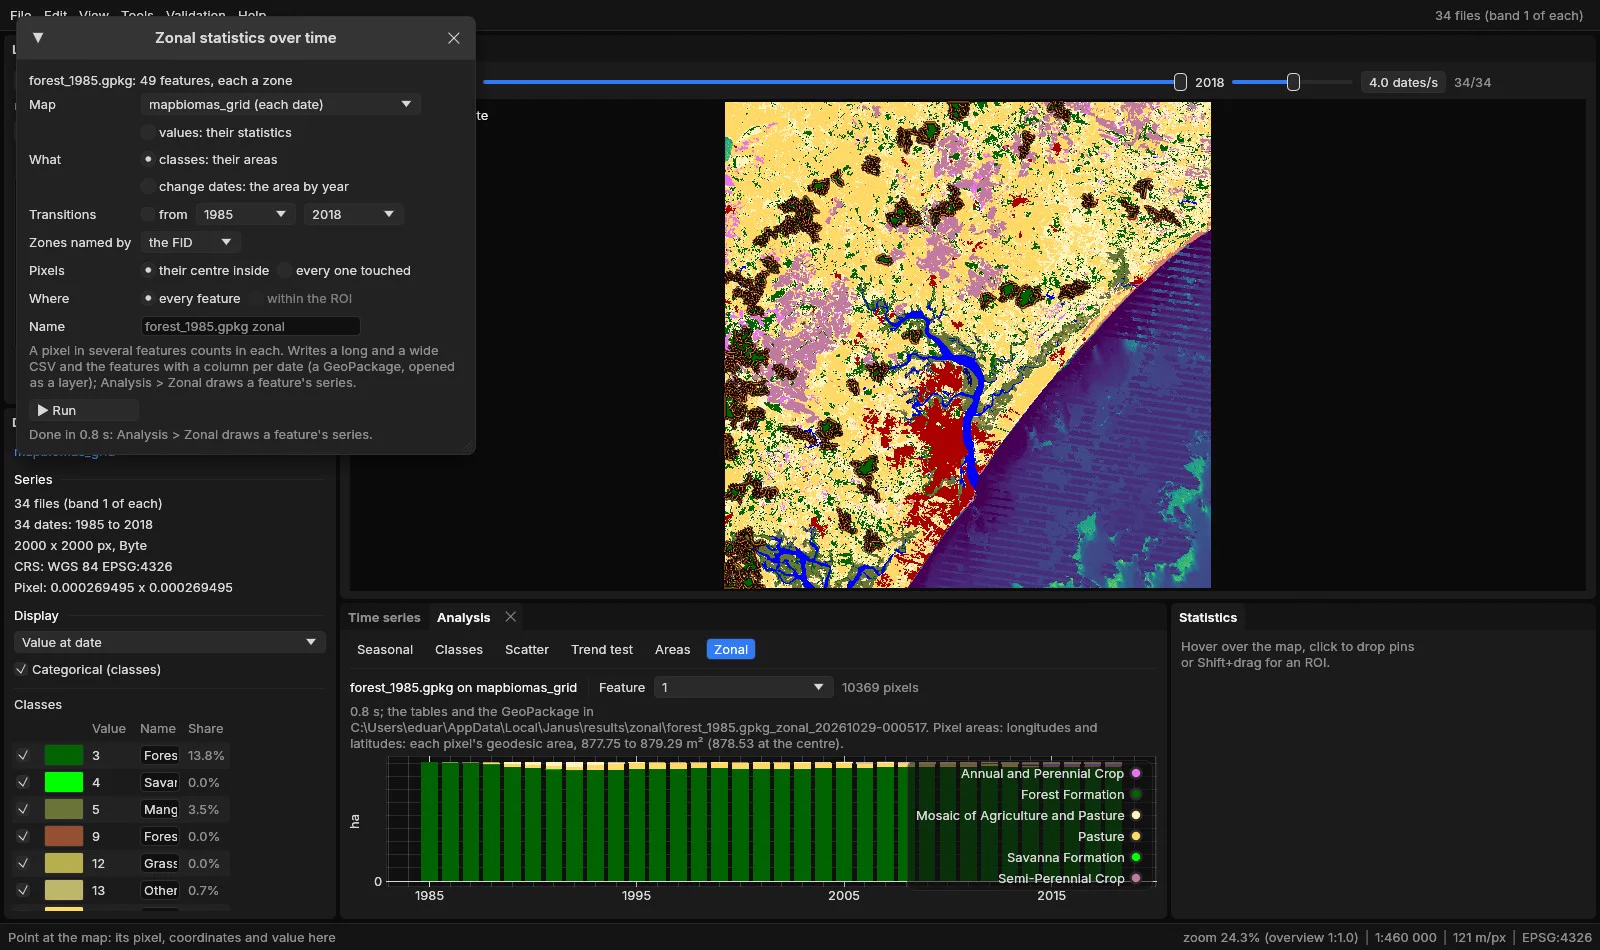 File Edit View Tools Validation Help
34 files (band 1 of each)
Zonal statistics over time
forest_1985.gpkg: 49 features, each a zone
Map mapbiomas_grid (each date)
values: their statistics
What classes: their areas
change dates: the area by year
Transitions from 1985 2018
Zones named by the FID
Pixels their centre inside every one touched
Where every feature within the ROI
Name forest_1985.gpkg zonal
A pixel in several features counts in each. Writes a long and a wide
CSV and the features with a column per date (a GeoPackage, opened
as a layer); Analysis > Zonal draws a feature's series.
Run
Done in 0.8 s: Analysis > Zonal draws a feature's series.
2018 4.0 dates/s 34/34
te
mapbiomas_grid
Series
34 files (band 1 of each)
34 dates: 1985 to 2018
2000 x 2000 px, Byte
CRS: WGS 84 EPSG:4326
Pixel: 0.000269495 x 0.000269495
Display
Value at date
Categorical (classes)
Classes
Value Name Share
3 Fores 13.8%
4 Savar 0.0%
5 Mang 3.5%
9 Fores 0.0%
12 Grass 0.0%
13 Other 0.7%
Time series Analysis
Seasonal Classes Scatter Trend test Areas Zonal
forest_1985.gpkg on mapbiomas_grid Feature 1 10369 pixels
0.8 s; the tables and the GeoPackage in
C:\Users\eduar\AppData\Local\Janus\results\zonal\forest_1985.gpkg_zonal_20261029-000517. Pixel areas: longitudes and
latitudes: each pixel's geodesic area, 877.75 to 879.29 m² (878.53 at the centre).
Annual and Perennial Crop
Forest Formation
Mosaic of Agriculture and Pasture
Pasture
Savanna Formation
Semi-Perennial Crop
ha
0
1985 1995 2005 2015
Statistics
Hover over the map, click to drop pins
or Shift+drag for an ROI.
Point at the map: its pixel, coordinates and value here
zoom 24.3% (overview 1:1.0) | 1:460 000 | 121 m/px | EPSG:4326